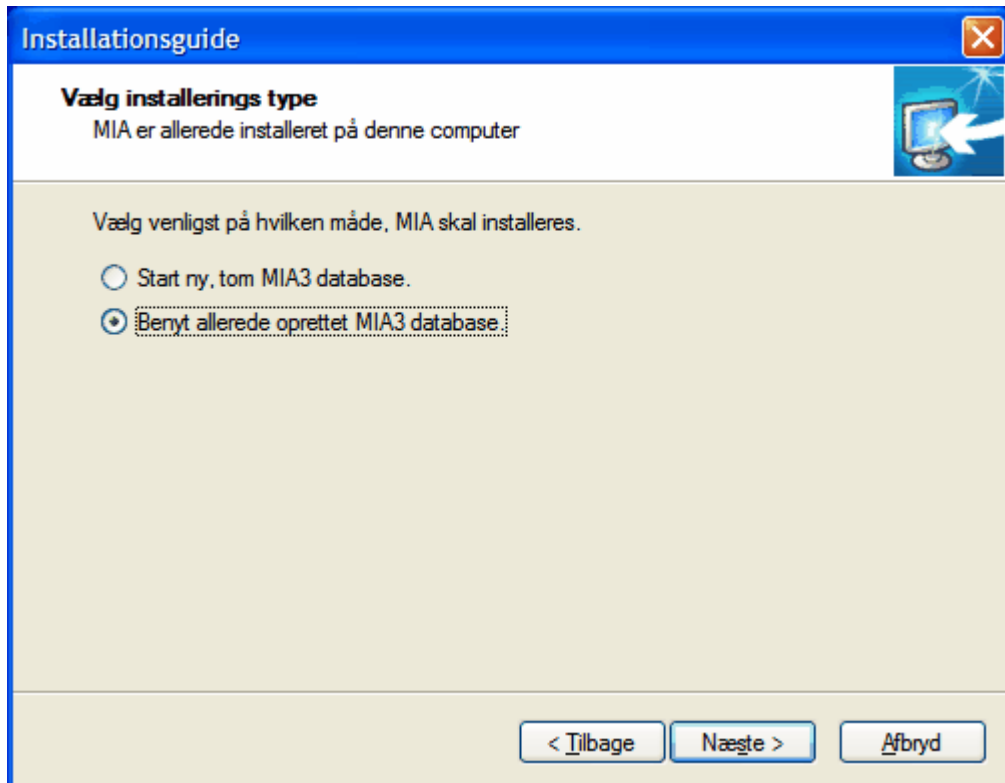 Installationsguide
Vælg installerings type
MIA er allerede installeret på denne computer
Vælg venligst på hvilken måde, MIA skal installeres.
Start ny, tom MIA3 database.
Benyt allerede oprettet MIA3 database.
< Tilbage Næste > Afbryd